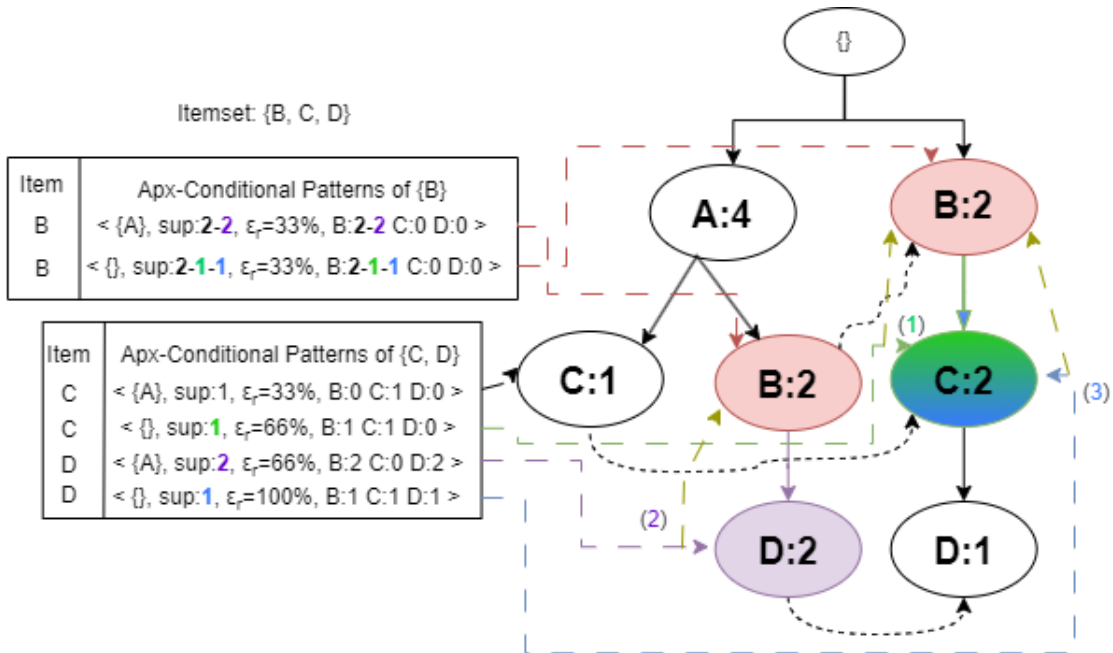 {}
Itemset: {B, C, D}
Item
Apx-Conditional Patterns of {B}
B
< {A}, sup:2-2, εr=33%, B:2-2 C:0 D:0 >
B
< {}, sup:2-1-1, εr=33%, B:2-1-1 C:0 D:0 >
Item
Apx-Conditional Patterns of {C, D}
C
< {A}, sup:1, εr=33%, B:0 C:1 D:0 >
C
< {}, sup:1, εr=66%, B:1 C:1 D:0 >
D
< {A}, sup:2, εr=66%, B:2 C:0 D:2 >
D
< {}, sup:1, εr=100%, B:1 C:1 D:1 >
A:4
B:2
C:1
B:2
(1)
C:2
(3)
(2)
D:2
D:1